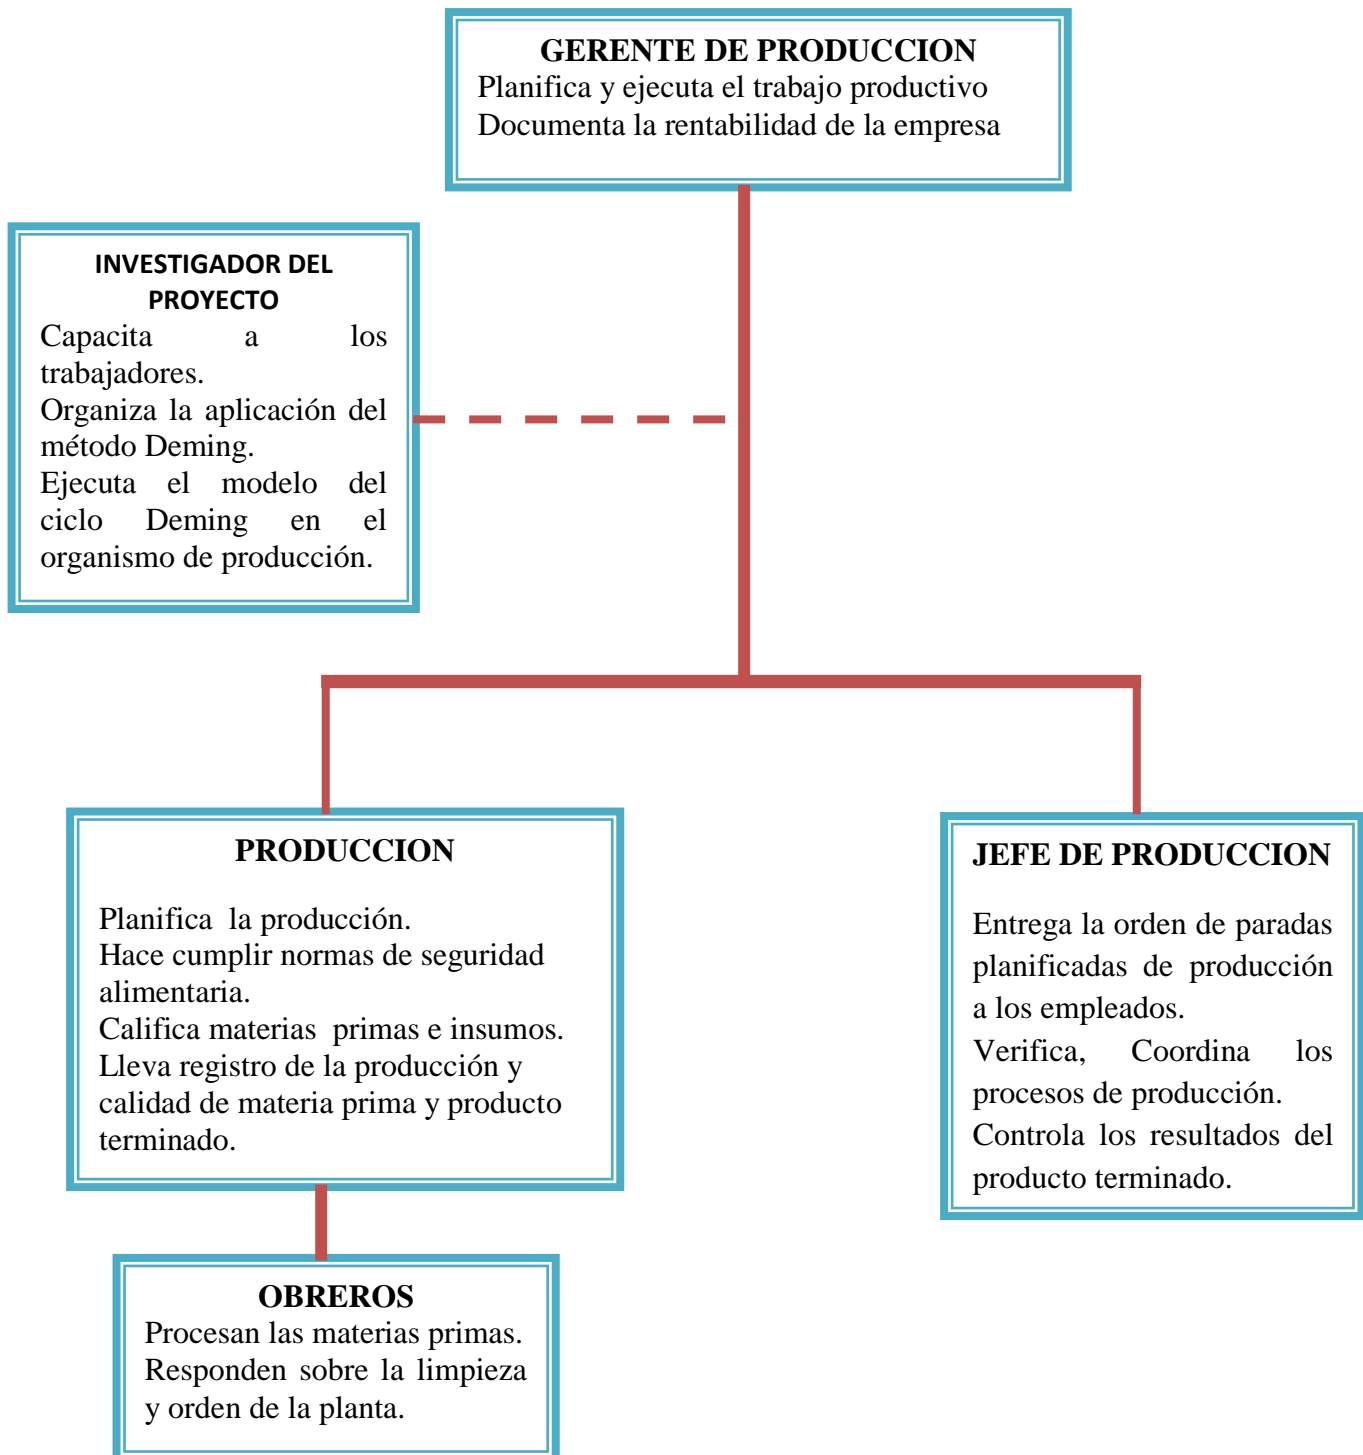 GERENTE DE PRODUCCION
Planifica y ejecuta el trabajo productivo
Documenta la rentabilidad de la empresa
INVESTIGADOR DEL
PROYECTO
Capacita a los
trabajadores.
Organiza la aplicación del
método Deming.
Ejecuta el modelo del
ciclo Deming en el
organismo de producción.
PRODUCCION
Planifica la producción.
Hace cumplir normas de seguridad
alimentaria.
Califica materias primas e insumos.
Lleva registro de la producción y
calidad de materia prima y producto
terminado.
JEFE DE PRODUCCION
Entrega la orden de paradas
planificadas de producción
a los empleados.
Verifica, Coordina los
procesos de producción.
Controla los resultados del
producto terminado.
OBREROS
Procesan las materias primas.
Responden sobre la limpieza
y orden de la planta.